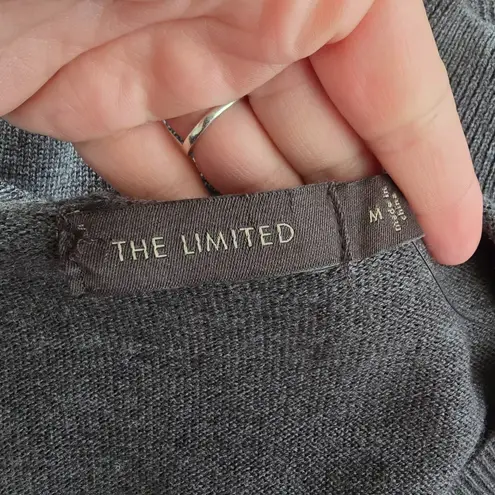 THE LIMITED
M
made in
china